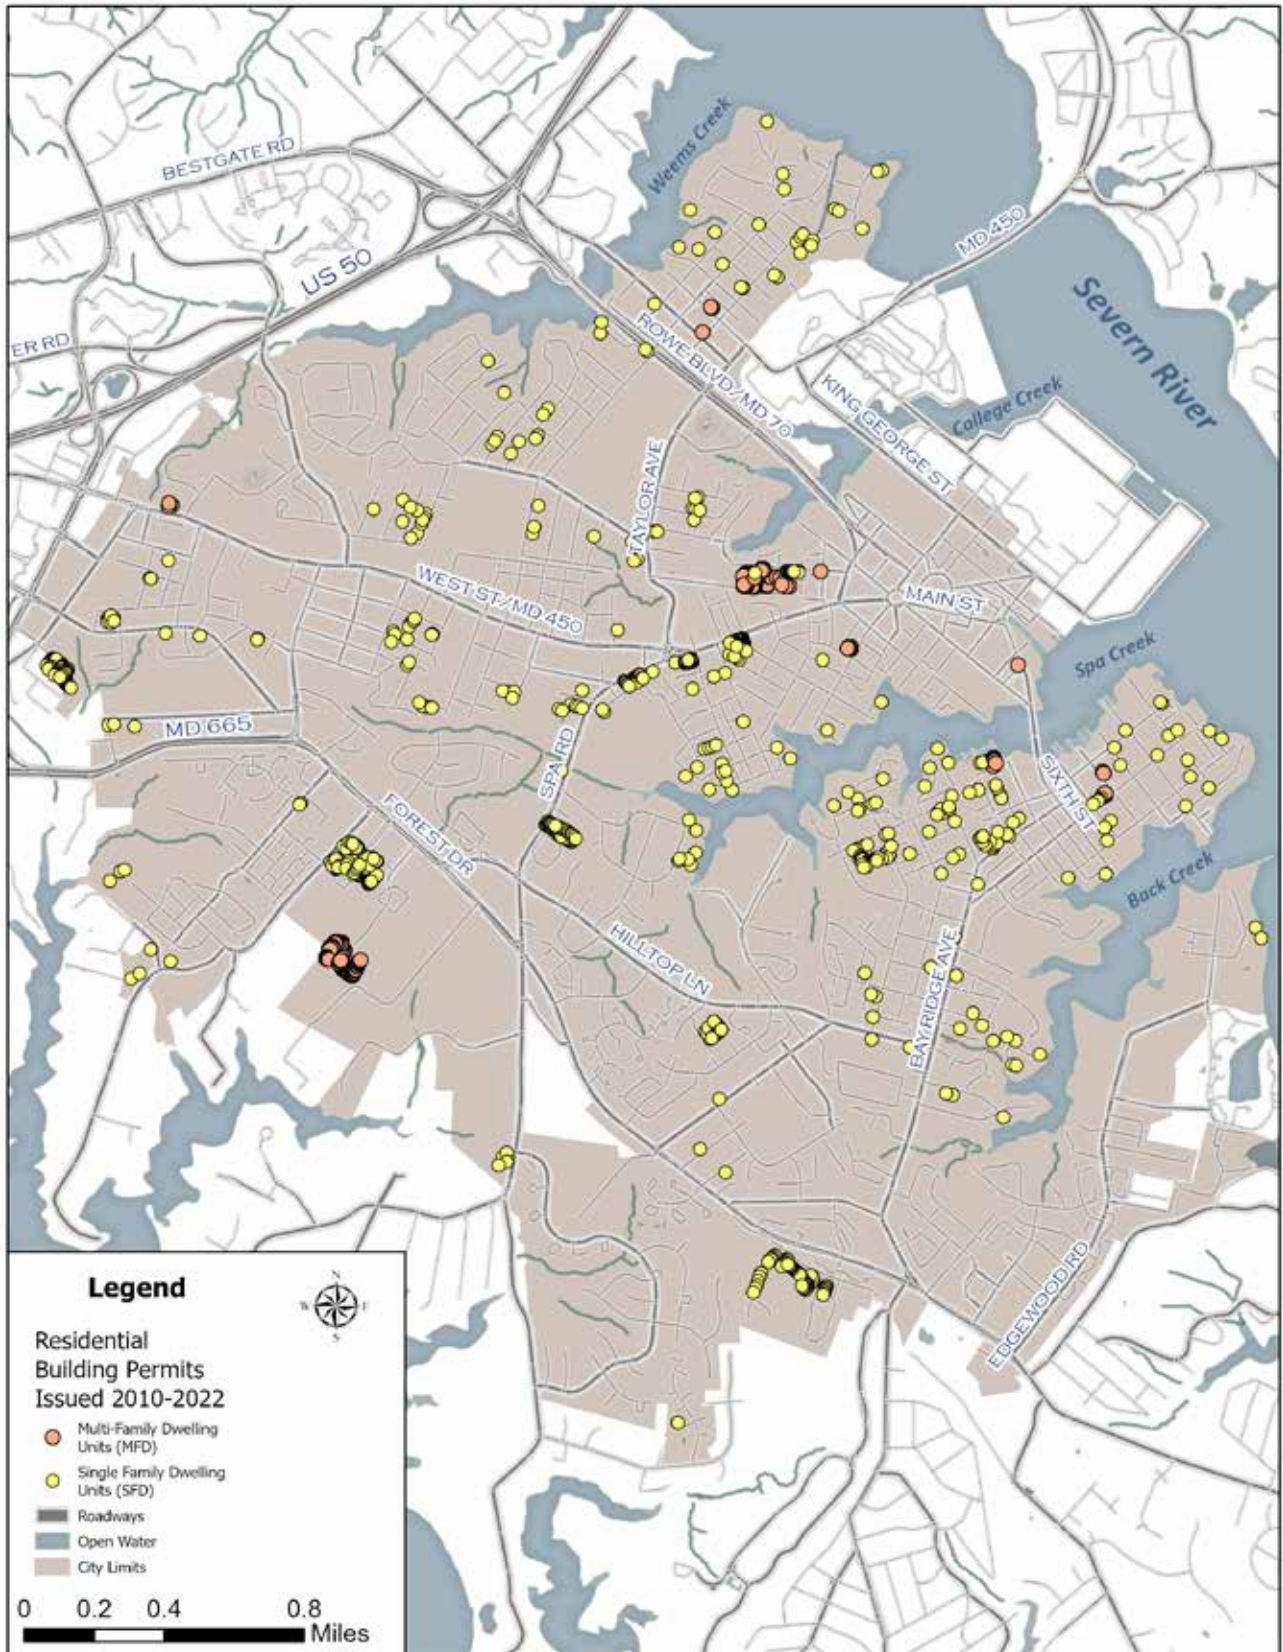 Weems Creek
BESTGATE RD
MD 450
US 50
Severn River
ER RD
ROWE BLVD/MD 70
KING GEORGE ST
College Creek
TAYLOR AVE
WEST ST/MD 450
MAIN ST
Spa Creek
MD 665
SPA RD
SIXTH ST
FOREST DR
Back Creek
HILLTOP LN
BAY RIDGE AVE
EDGEWOOD RD
Legend
N
W E
S
Residential
Building Permits
Issued 2010-2022
Multi-Family Dwelling
Units (MFD)
Single Family Dwelling
Units (SFD)
Roadways
Open Water
City Limits
0 0.2 0.4 0.8
Miles